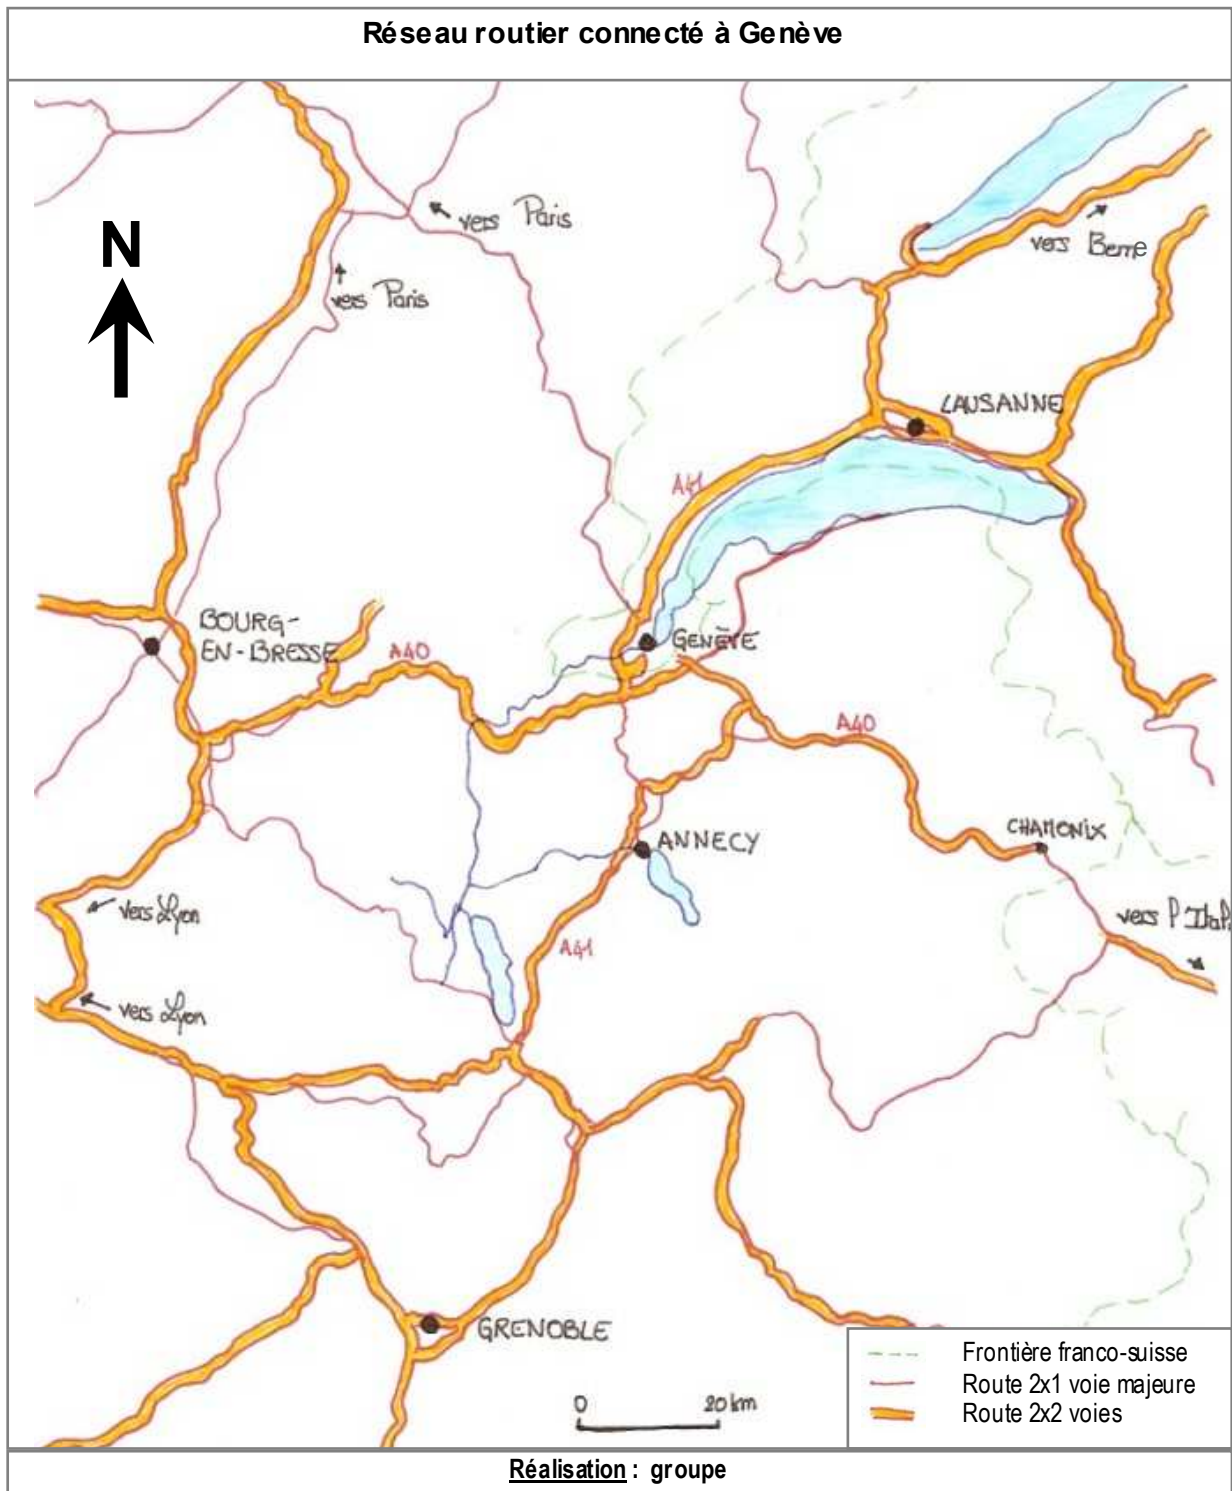 Réseau routier connecté à Genève
vers Paris
N
vers Berne
vers Paris
LAUSANNE
A41
BOURG-
EN-BRESSE
GENÈVE
A40
A40
CHAMONIX
ANNECY
vers Lyon
vers l'Ital.
A41
vers Lyon
GRENOBLE
0 20 km
Frontière franco-suisse
Route 2x1 voie majeure
Route 2x2 voies
Réalisation : groupe